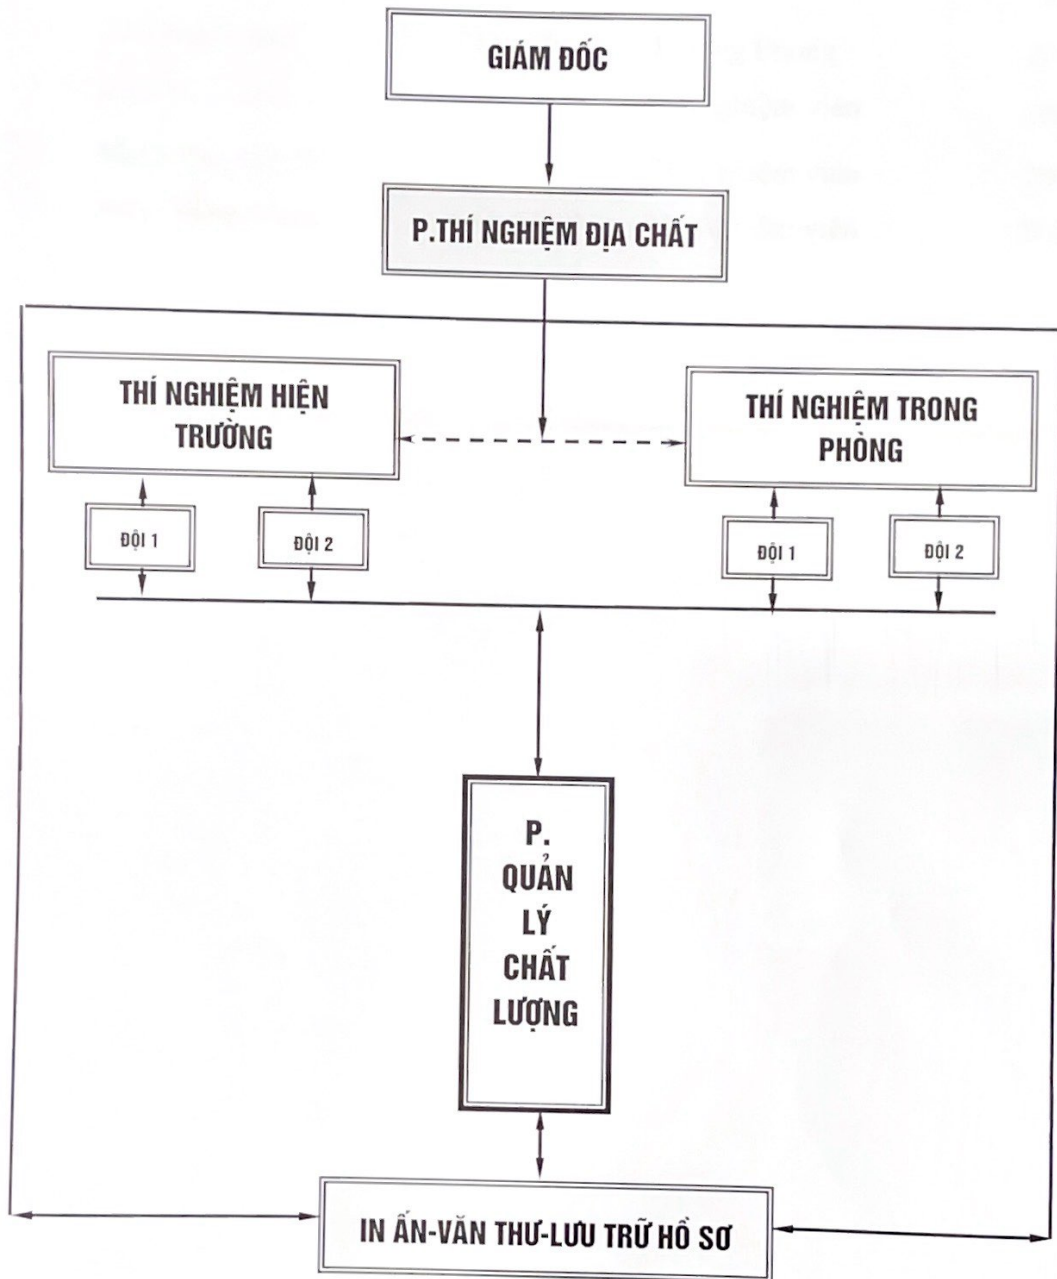 GIÁM ĐỐC
P.THÍ NGHIỆM ĐỊA CHẤT
THÍ NGHIỆM HIỆN
TRƯỜNG
THÍ NGHIỆM TRONG
PHÒNG
ĐỘI 1
ĐỘI 2
ĐỘI 1
ĐỘI 2
P.
QUẢN
LÝ
CHẤT
LƯỢNG
IN ẤN-VĂN THƯ-LƯU TRỮ HỒ SƠ